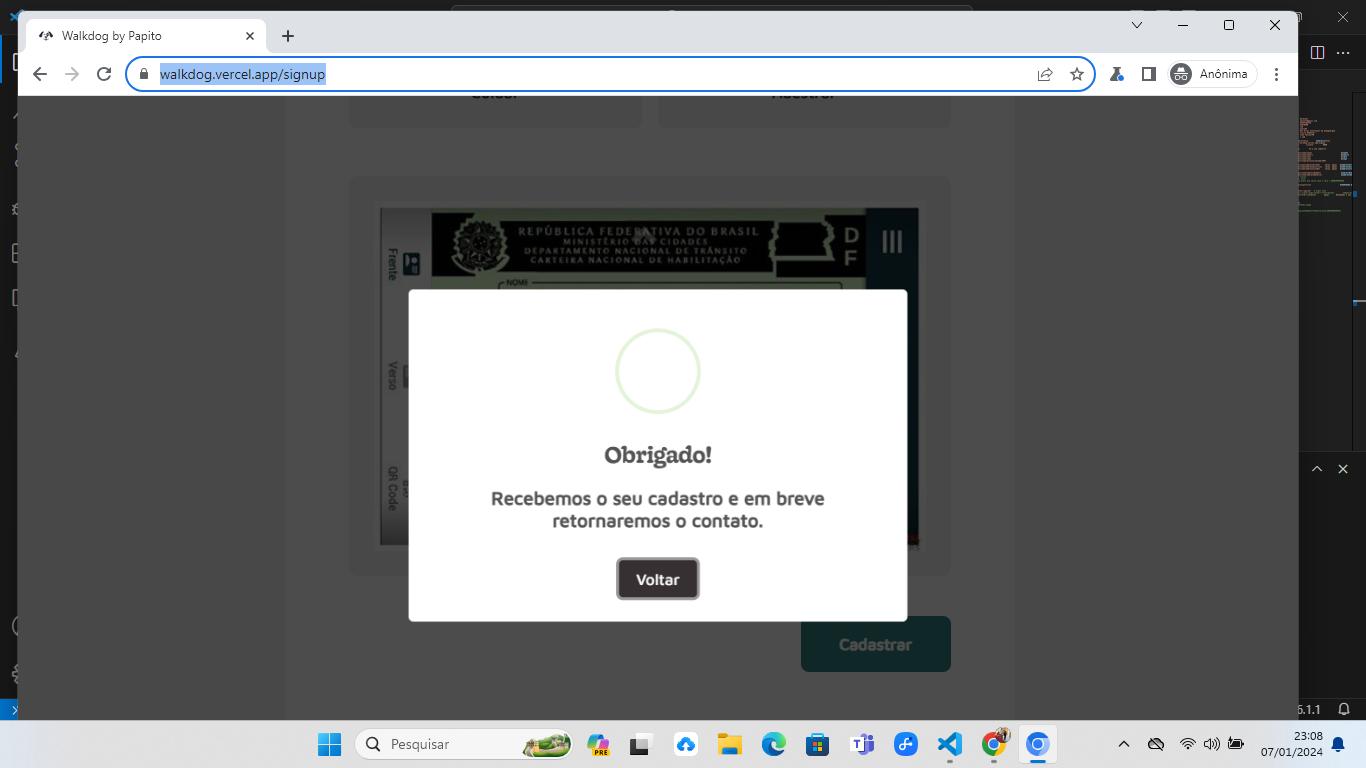 Walkdog by Papito
walkdog.vercel.app/signup
Anônima
REPÚBLICA FEDERATIVA DO BRASIL
MINISTÉRIO DAS CIDADES
DEPARTAMENTO NACIONAL DE TRÂNSITO
CARTEIRA NACIONAL DE HABILITAÇÃO
DF
Frente
NOME
Verso
QR Code
Obrigado!
Recebemos o seu cadastro e em breve
retornaremos o contato.
Voltar
Cadastrar
Pesquisar
PRE
23:08
07/01/2024